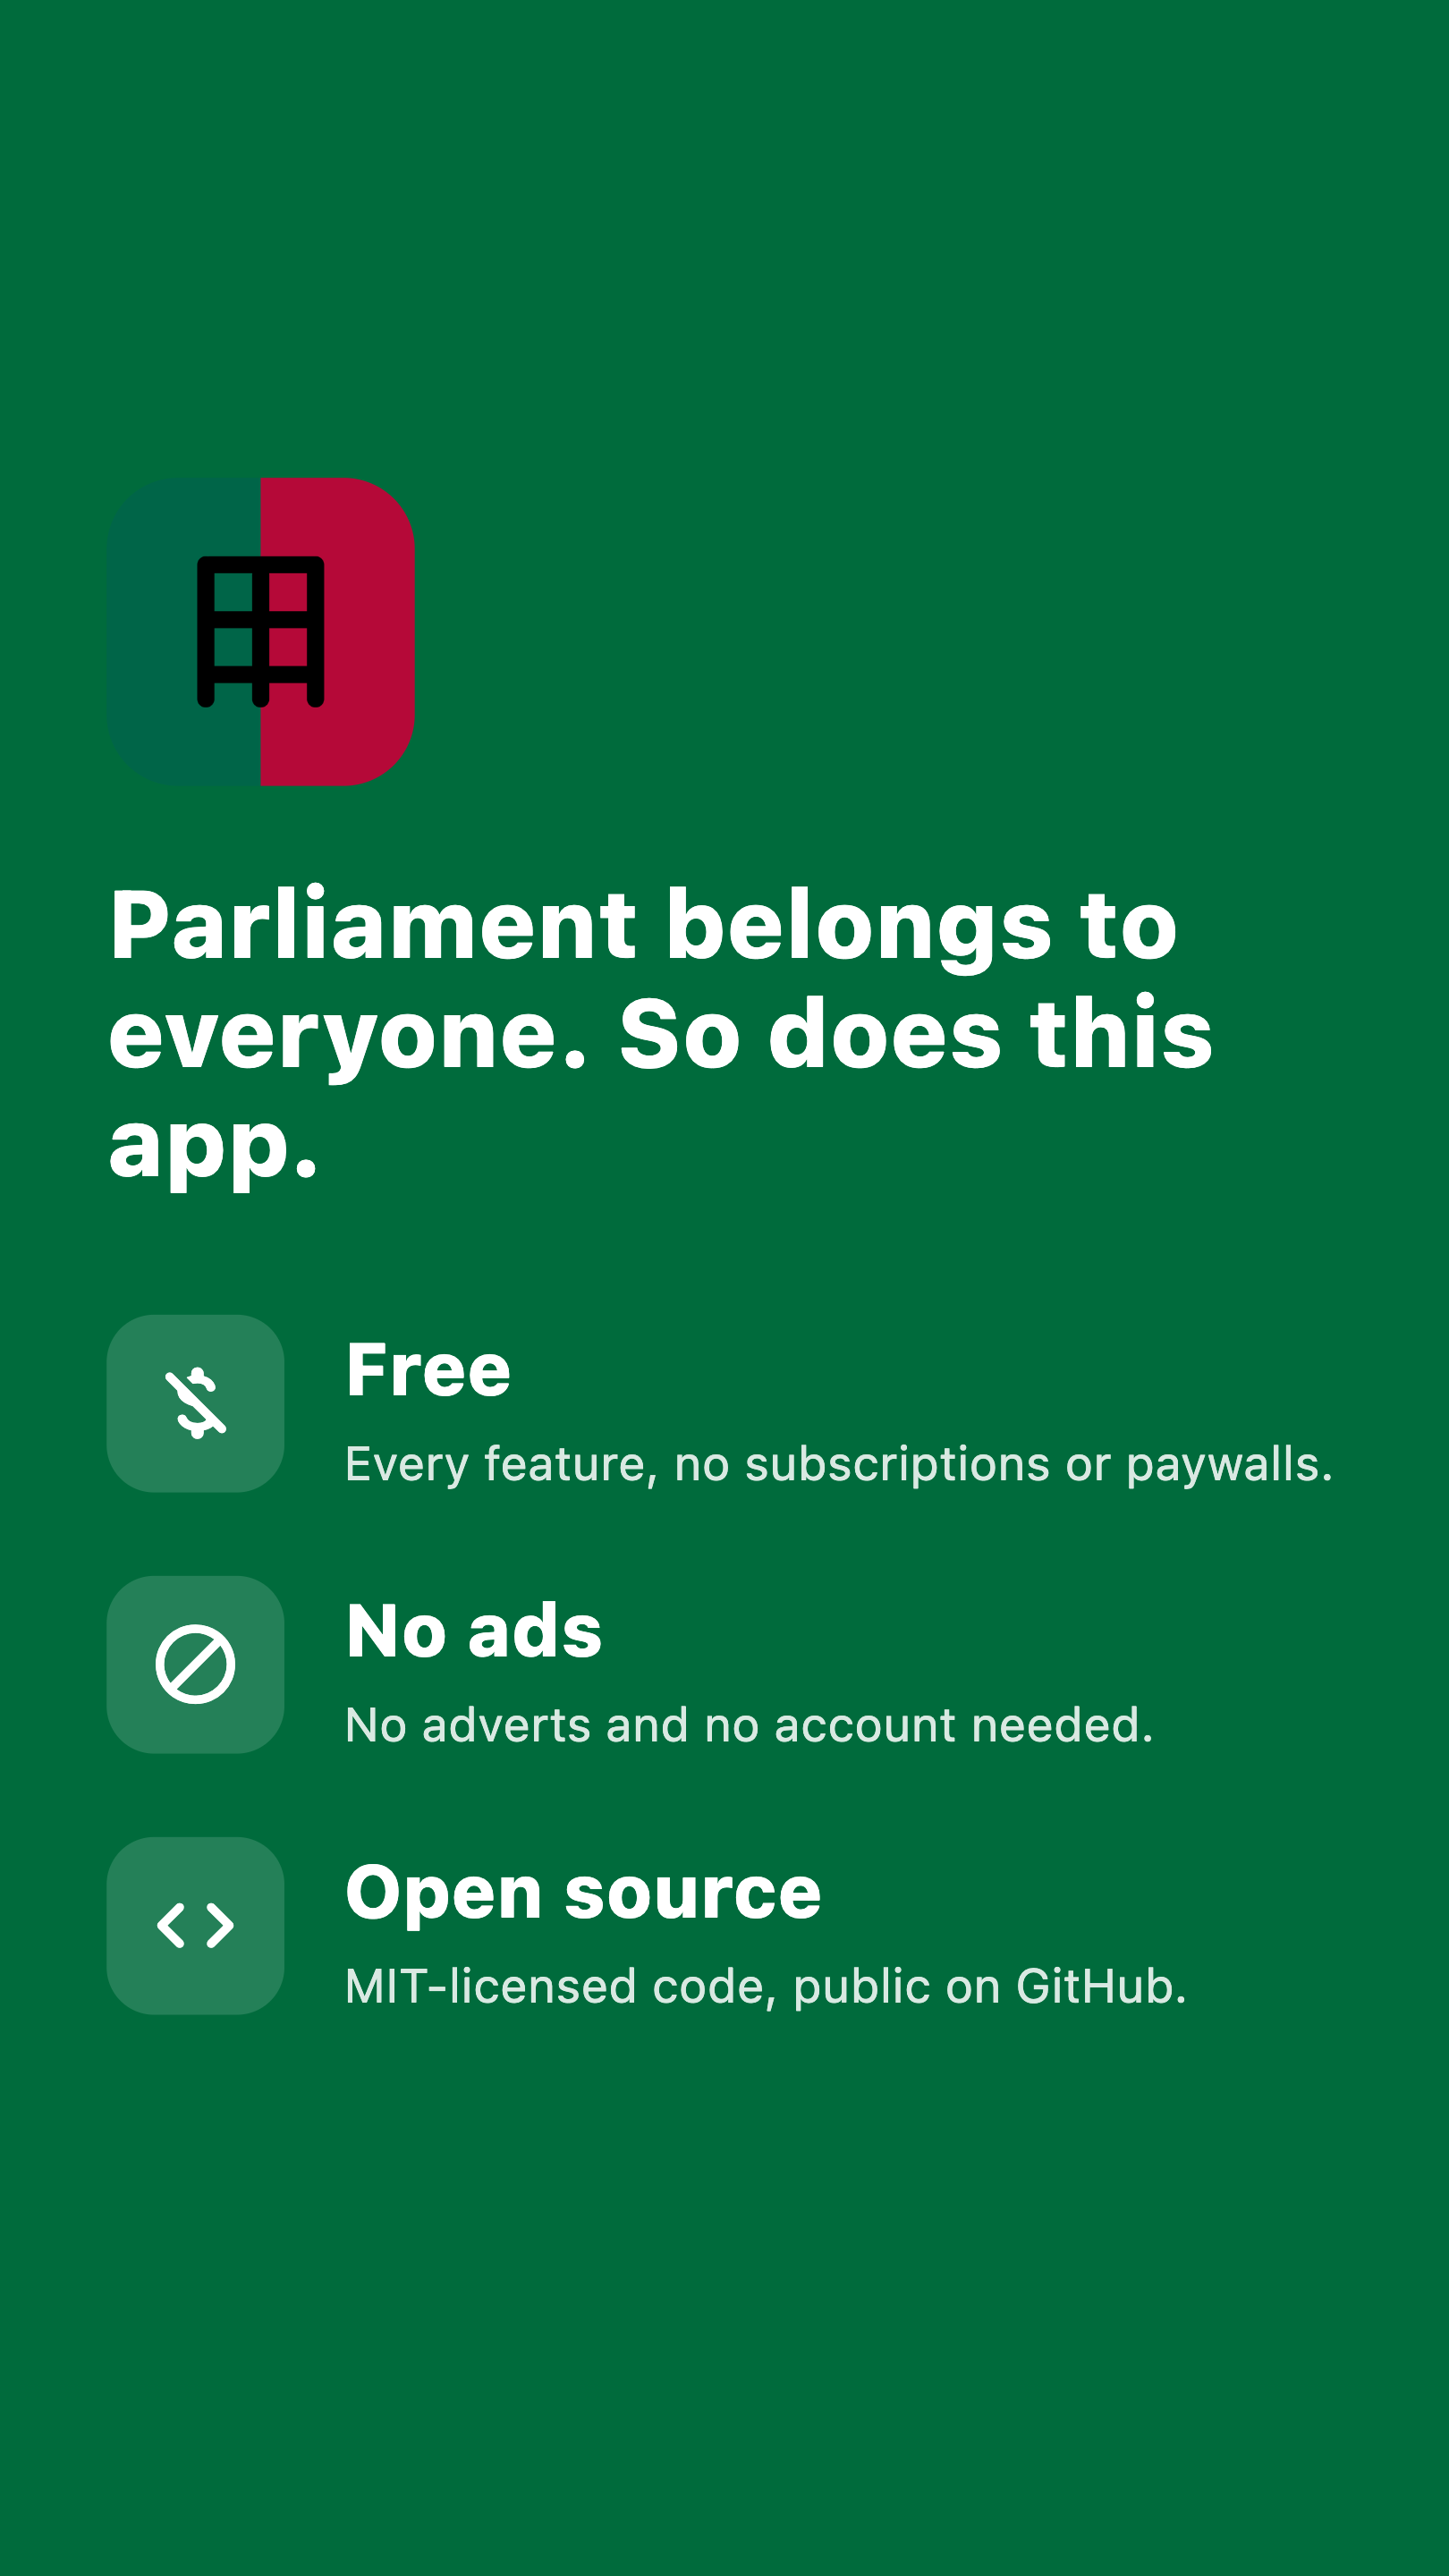 Parliament belongs to
everyone. So does this
app.
Free
Every feature, no subscriptions or paywalls.
No ads
No adverts and no account needed.
Open source
MIT-licensed code, public on GitHub.